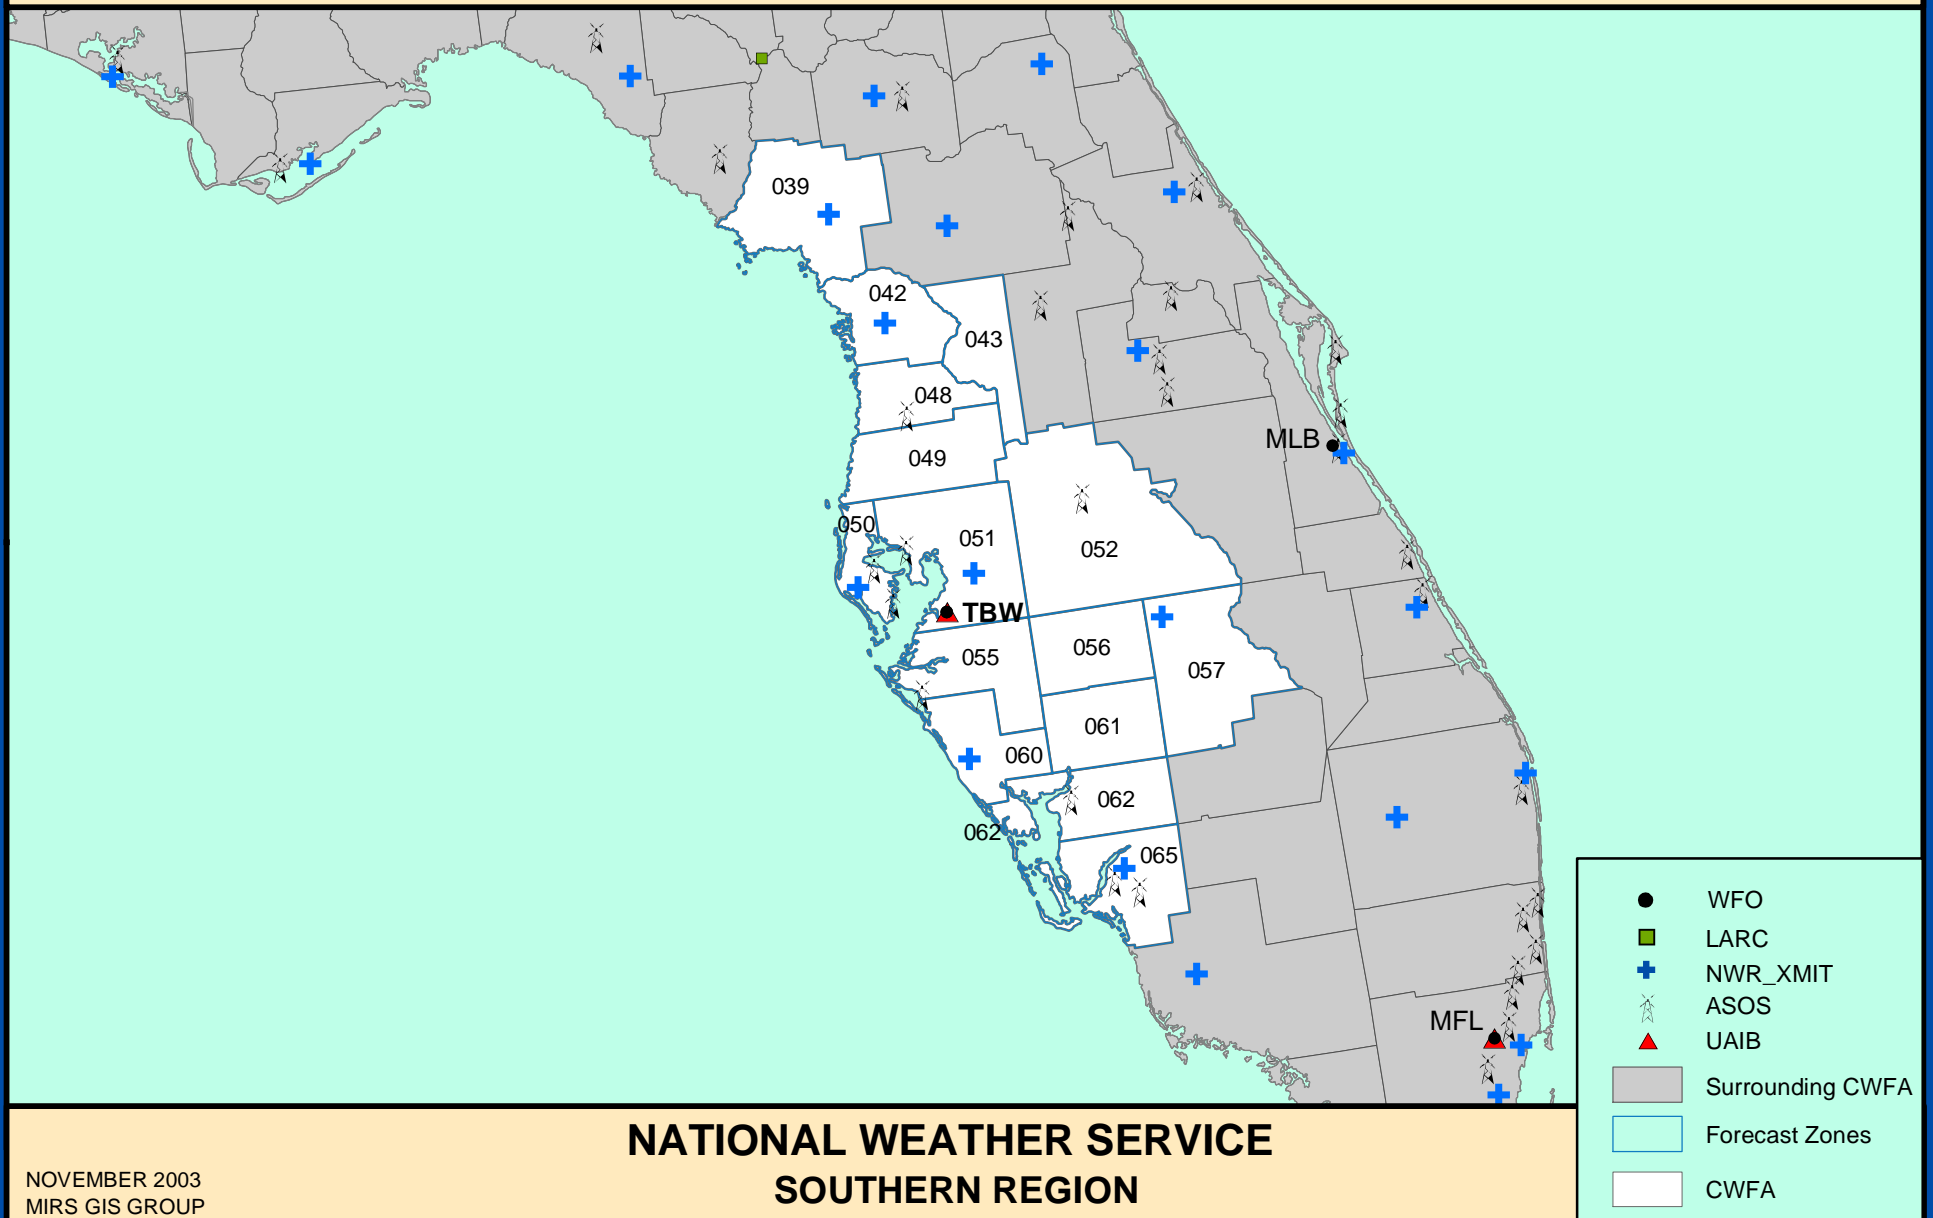 039
042
043
048
049
MLB
050
051
052
TBW
055
056
057
061
060
062
062
065
MFL
WFO
LARC
NWR_XMIT
ASOS
UAIB
Surrounding CWFA
Forecast Zones
CWFA
NATIONAL WEATHER SERVICE
SOUTHERN REGION
NOVEMBER 2003
MIRS GIS GROUP